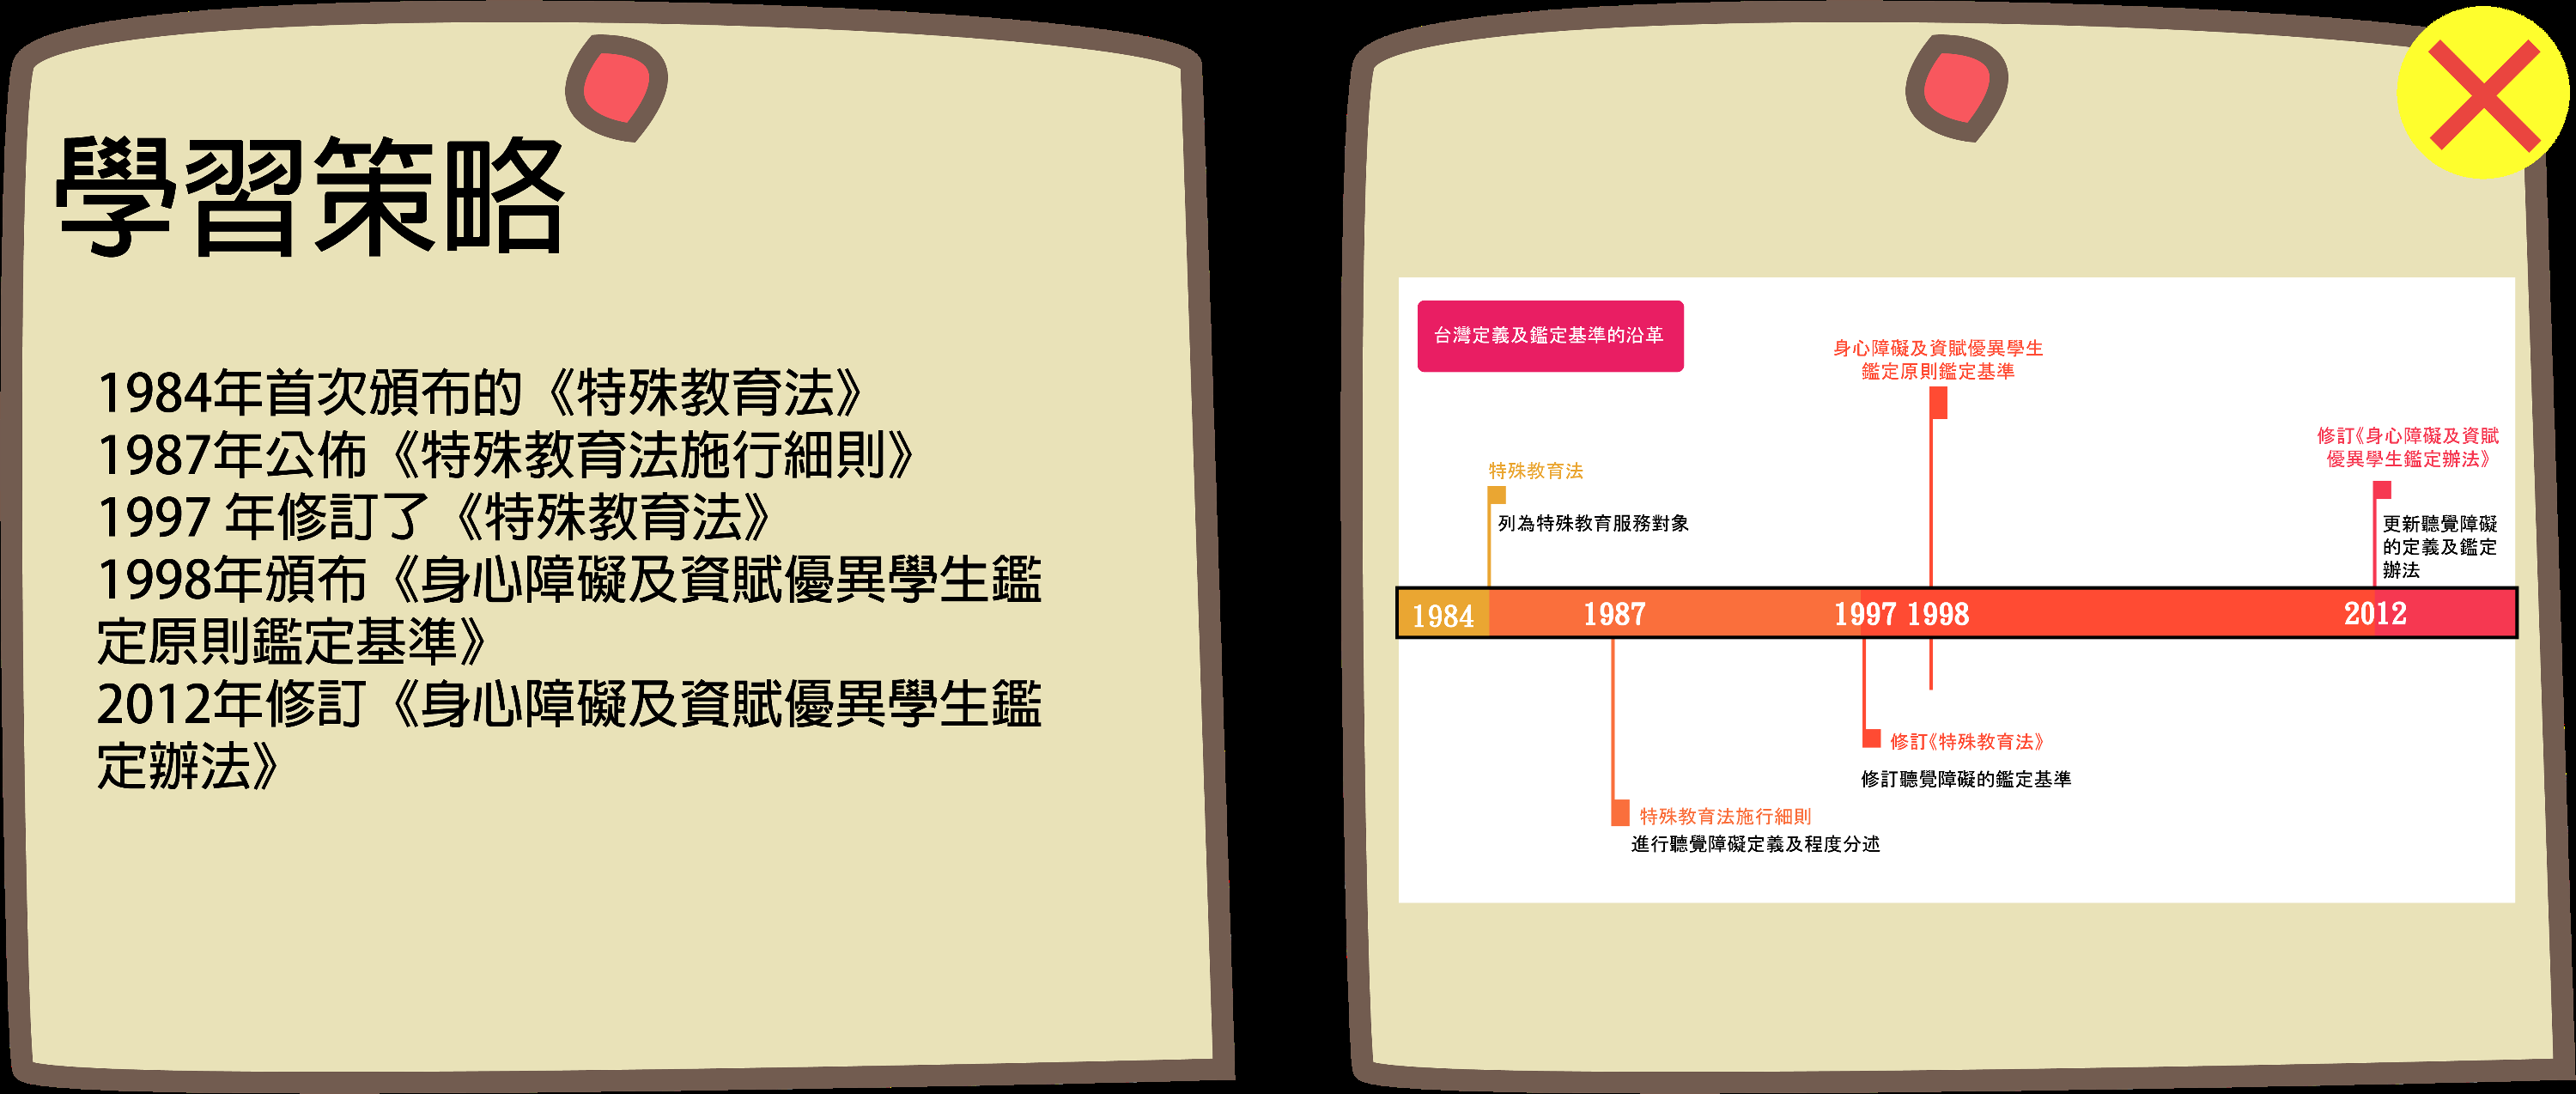 學習策略
1984年首次頒布的《特殊教育法》
1987年公佈《特殊教育法施行細則》
1997 年修訂了《特殊教育法》
1998年頒布《身心障礙及資賦優異學生鑑
定原則鑑定基準》
2012年修訂《身心障礙及資賦優異學生鑑
定辦法》
台灣定義及鑑定基準的沿革
身心障礙及資賦優異學生
鑑定原則鑑定基準
修訂《身心障礙及資賦
優異學生鑑定辦法》
特殊教育法
列為特殊教育服務對象
更新聽覺障礙
的定義及鑑定
辦法
1984 1987 1997 1998 2012
修訂《特殊教育法》
修訂聽覺障礙的鑑定基準
特殊教育法施行細則
進行聽覺障礙定義及程度分述